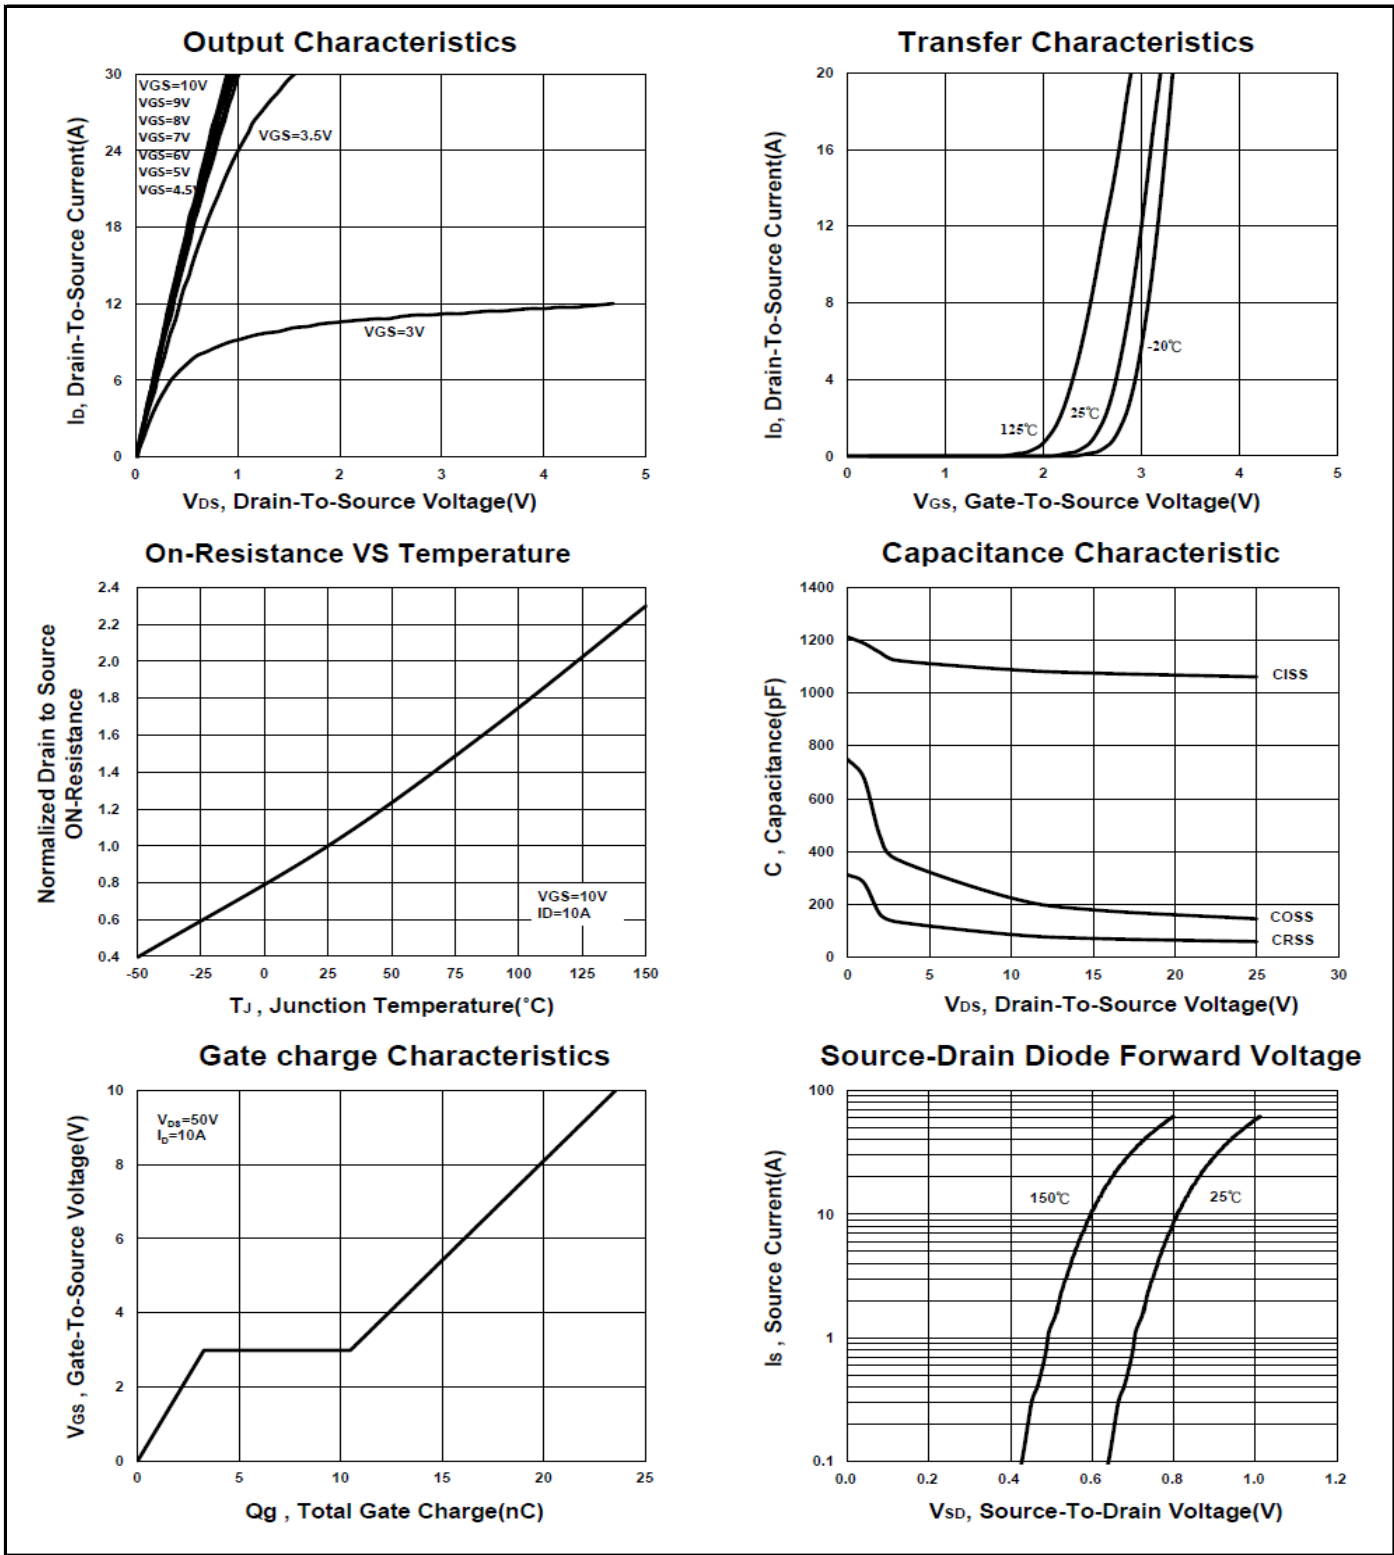 Output Characteristics
ID, Drain-To-Source Current(A)
30
24
18
12
6
0
VGS=10V
VGS=9V
VGS=8V
VGS=7V
VGS=6V
VGS=5V
VGS=4.5V
VGS=3.5V
VGS=3V
0 1 2 3 4 5
VDS, Drain-To-Source Voltage(V)
Transfer Characteristics
ID, Drain-To-Source Current(A)
20
16
12
8
4
0
125℃
25℃
-20℃
0 1 2 3 4 5
VGS, Gate-To-Source Voltage(V)
On-Resistance VS Temperature
Normalized Drain to Source
ON-Resistance
2.4
2.2
2.0
1.8
1.6
1.4
1.2
1.0
0.8
0.6
0.4
VGS=10V
ID=10A
-50 -25 0 25 50 75 100 125 150
TJ , Junction Temperature(°C)
Capacitance Characteristic
C , Capacitance(pF)
1400
1200
1000
800
600
400
200
0
CISS
COSS
CRSS
0 5 10 15 20 25 30
VDS, Drain-To-Source Voltage(V)
Gate charge Characteristics
VGS , Gate-To-Source Voltage(V)
10
8
6
4
2
0
VDS=50V
ID=10A
0 5 10 15 20 25
Qg , Total Gate Charge(nC)
Source-Drain Diode Forward Voltage
IS , Source Current(A)
100
10
1
0.1
150℃
25℃
0.0 0.2 0.4 0.6 0.8 1.0 1.2
VSD, Source-To-Drain Voltage(V)